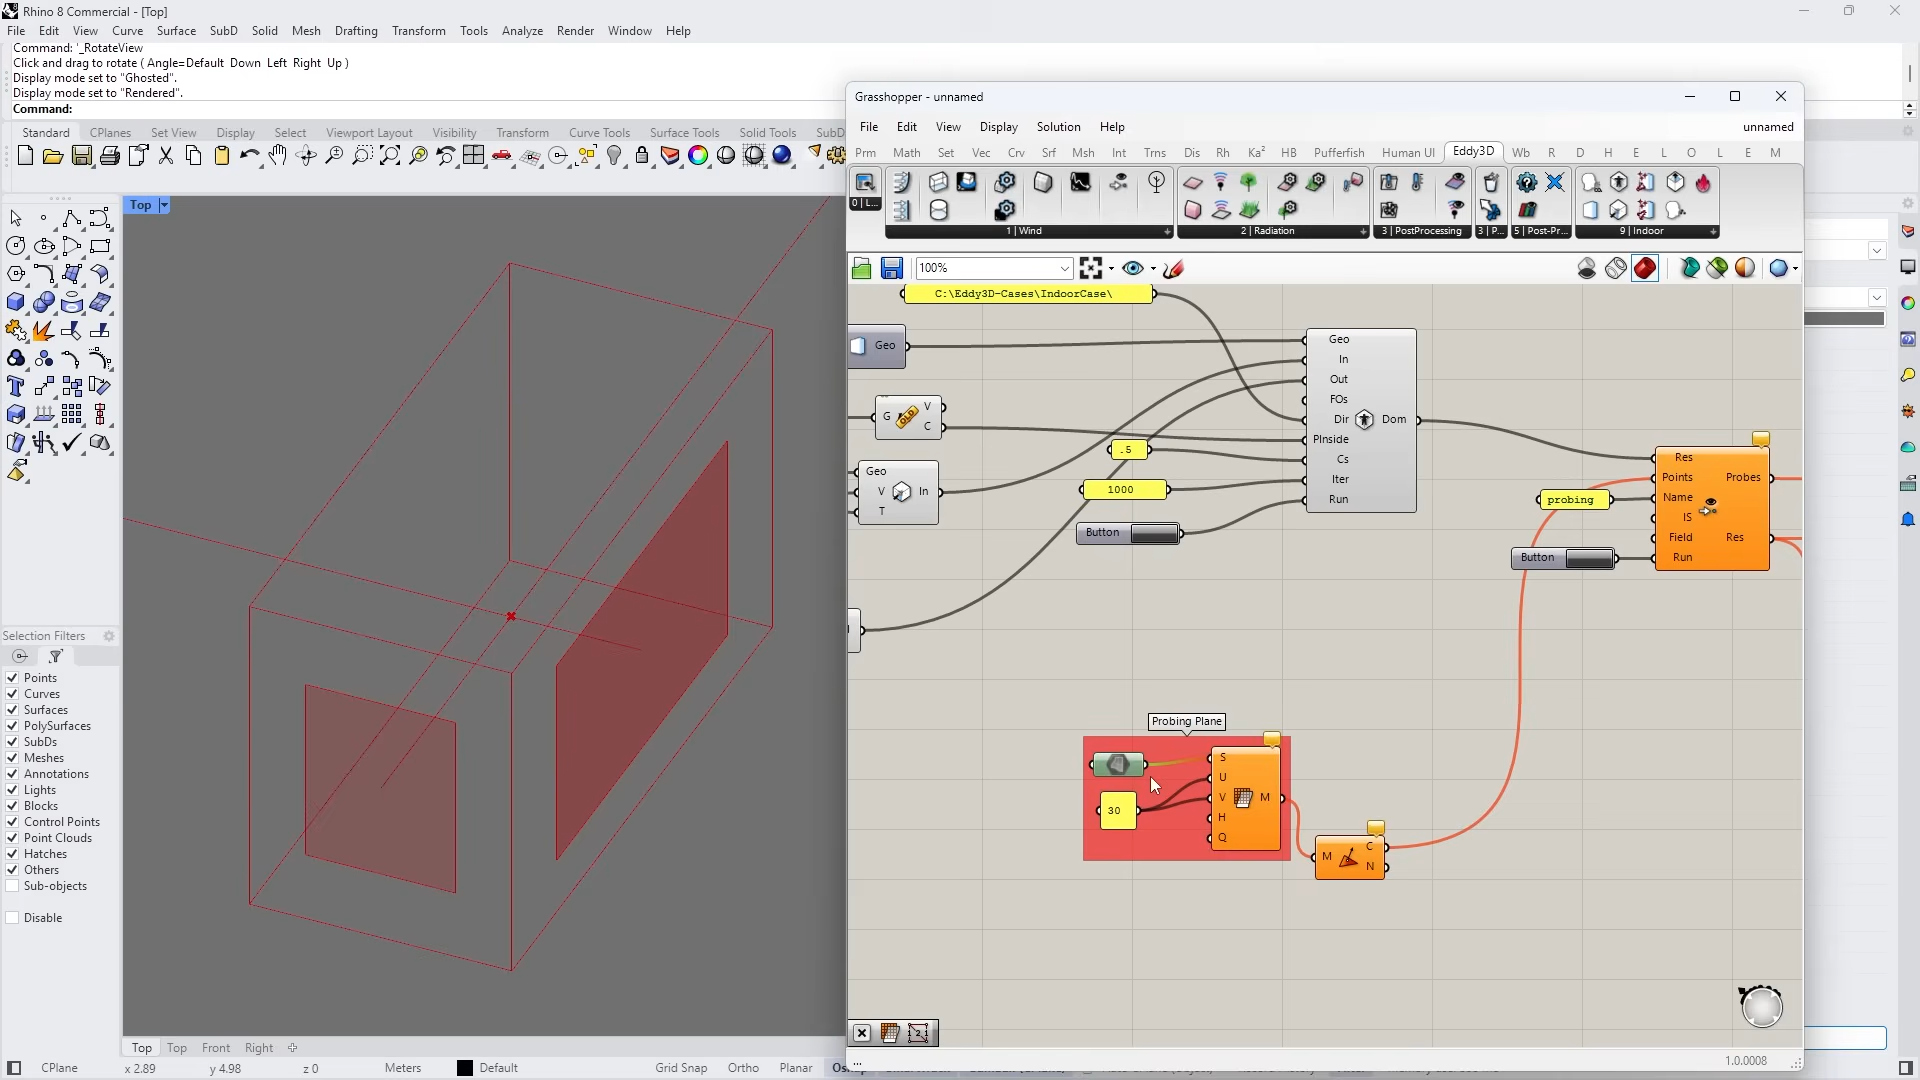 Rhino 8 Commercial - [Top]
File Edit View Curve Surface SubD Solid Mesh Drafting Transform Tools Analyze Render Window Help
Command: '_RotateView
Click and drag to rotate ( Angle=Default Down Left Right Up )
Display mode set to "Ghosted".
Display mode set to "Rendered".
Command:
Standard CPlanes Set View Display Select Viewport Layout Visibility Transform Curve Tools Surface Tools Solid Tools SubD
Top
Selection Filters
Points
Curves
Surfaces
PolySurfaces
SubDs
Meshes
Annotations
Lights
Blocks
Control Points
Point Clouds
Hatches
Others
Sub-objects
Disable
Grasshopper - unnamed
File Edit View Display Solution Help
unnamed
Prm Math Set Vec Crv Srf Msh Int Trns Dis Rh Ka² HB Pufferfish Human UI Eddy3D Wb R D H E L O L E M
0 | L... 1 | Wind 2 | Radiation 3 | PostProcessing 3 | P... 5 | Post-Pr... 9 | Indoor
100%
C:\Eddy3D-Cases\IndoorCase\
Geo
G V C
Geo V T In
.5
1000
Button
Geo
In
Out
FOs
Dir Dom
PInside
Cs
Iter
Run
probing
Button
Res
Points Probes
Name
IS
Field Res
Run
Probing Plane
30
S
U
V M
H
Q
M C N
1.0.0008
Top Top Front Right
CPlane x 2.89 y 4.98 z 0 Meters Default Grid Snap Ortho Planar